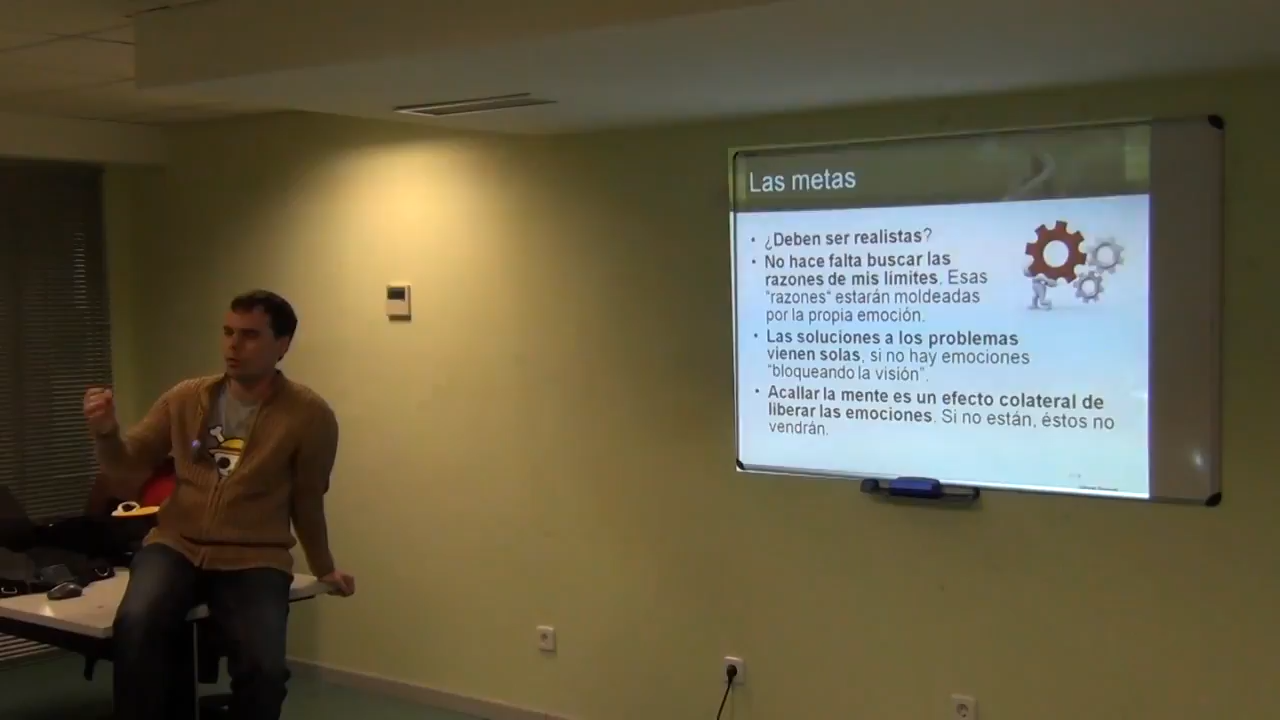 Las metas
• ¿Deben ser realistas?
• No hace falta buscar las
razones de mis límites. Esas
"razones" estarán moldeadas
por la propia emoción.
• Las soluciones a los problemas
vienen solas, si no hay emociones
"bloqueando la visión".
• Acallar la mente es un efecto colateral de
liberar las emociones. Si no están, éstos no
vendrán.